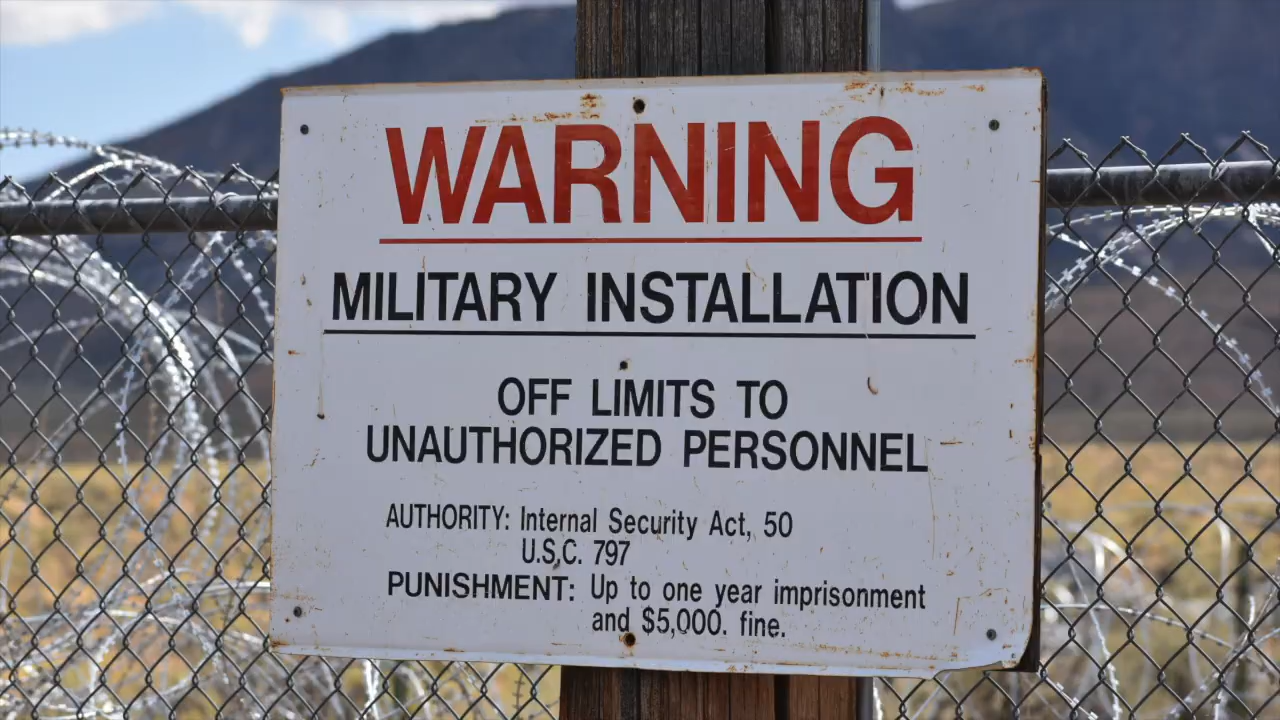 WARNING
MILITARY INSTALLATION
OFF LIMITS TO
UNAUTHORIZED PERSONNEL
AUTHORITY: Internal Security Act, 50
U.S.C. 797
PUNISHMENT: Up to one year imprisonment
and $5,000. fine.